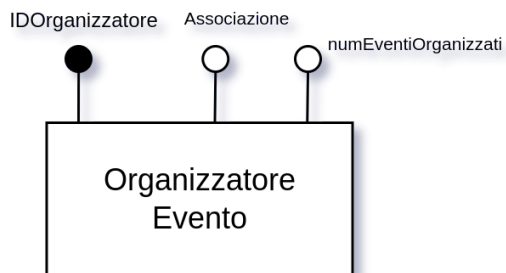 IDOrganizzatore
Associazione
numEventiOrganizzati
Organizzatore
Evento